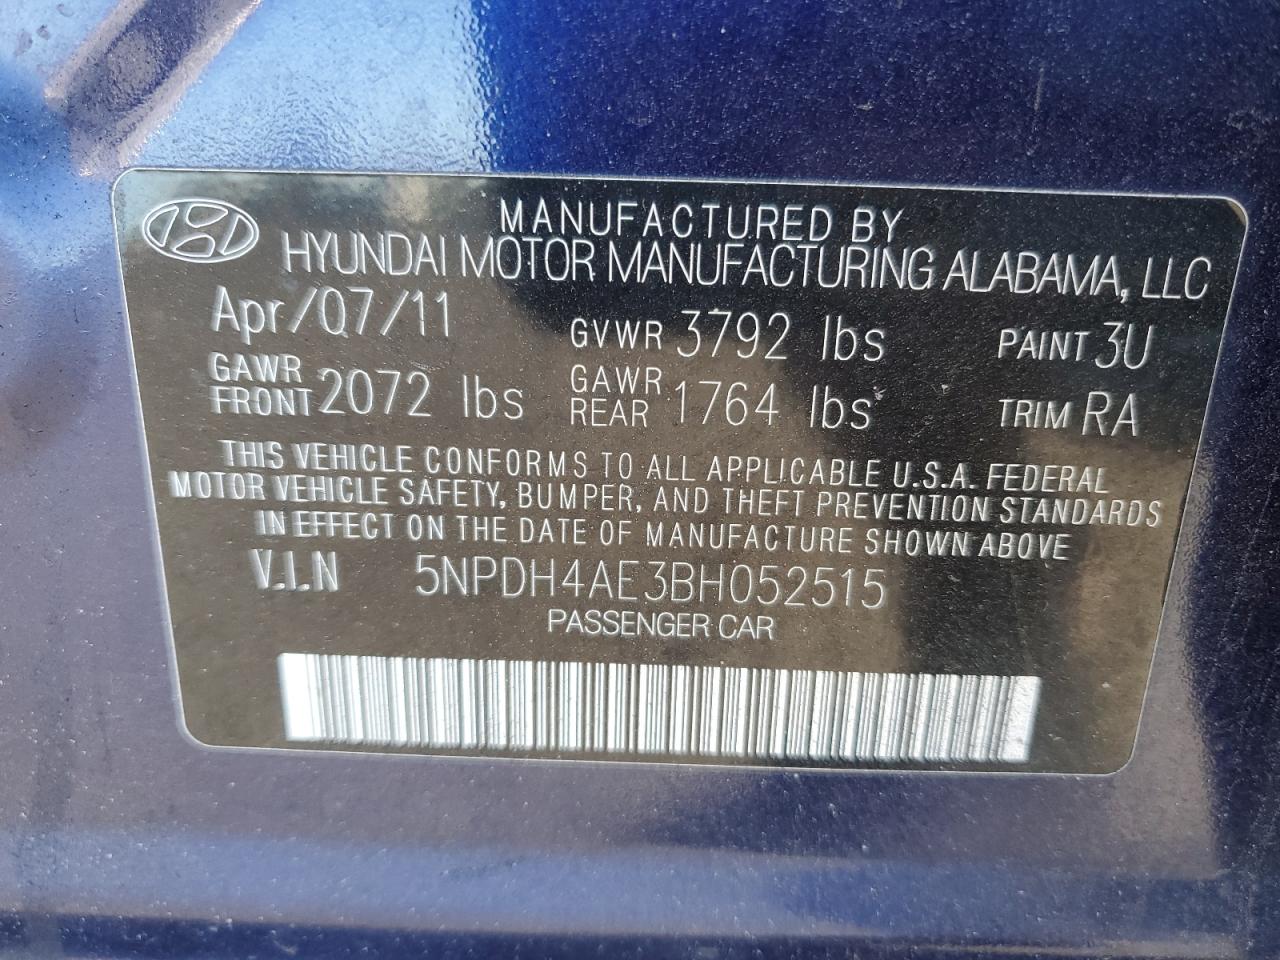 MANUFACTURED BY
HYUNDAI MOTOR MANUFACTURING ALABAMA, LLC
Apr/07/11 GVWR 3792 lbs PAINT 3U
GAWR FRONT 2072 lbs GAWR REAR 1764 lbs TRIM RA
THIS VEHICLE CONFORMS TO ALL APPLICABLE U.S.A. FEDERAL
MOTOR VEHICLE SAFETY, BUMPER, AND THEFT PREVENTION STANDARDS
IN EFFECT ON THE DATE OF MANUFACTURE SHOWN ABOVE
V.I.N 5NPDH4AE3BH052515
PASSENGER CAR